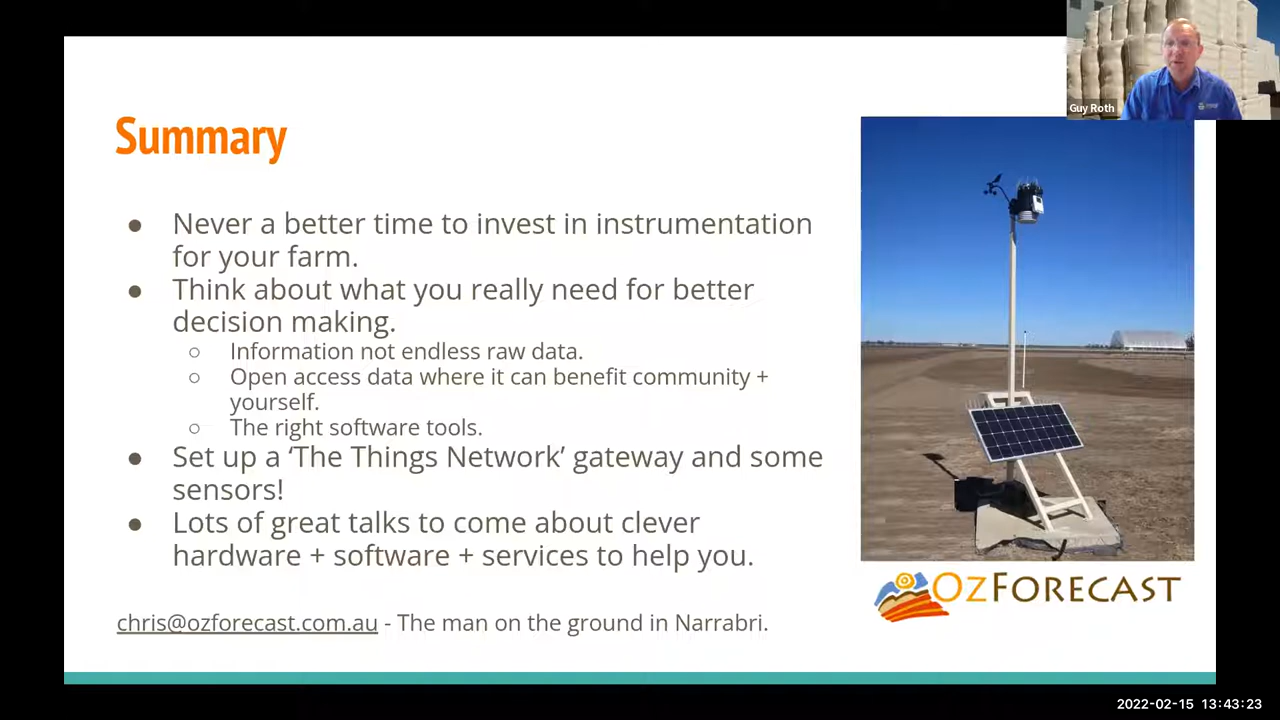 Guy Roth
Summary
● Never a better time to invest in instrumentation
for your farm.
● Think about what you really need for better
decision making.
○ Information not endless raw data.
○ Open access data where it can benefit community +
yourself.
○ The right software tools.
● Set up a ‘The Things Network’ gateway and some
sensors!
● Lots of great talks to come about clever
hardware + software + services to help you.
OZFORECAST
chris@ozforecast.com.au - The man on the ground in Narrabri.
2022-02-15 13:43:23